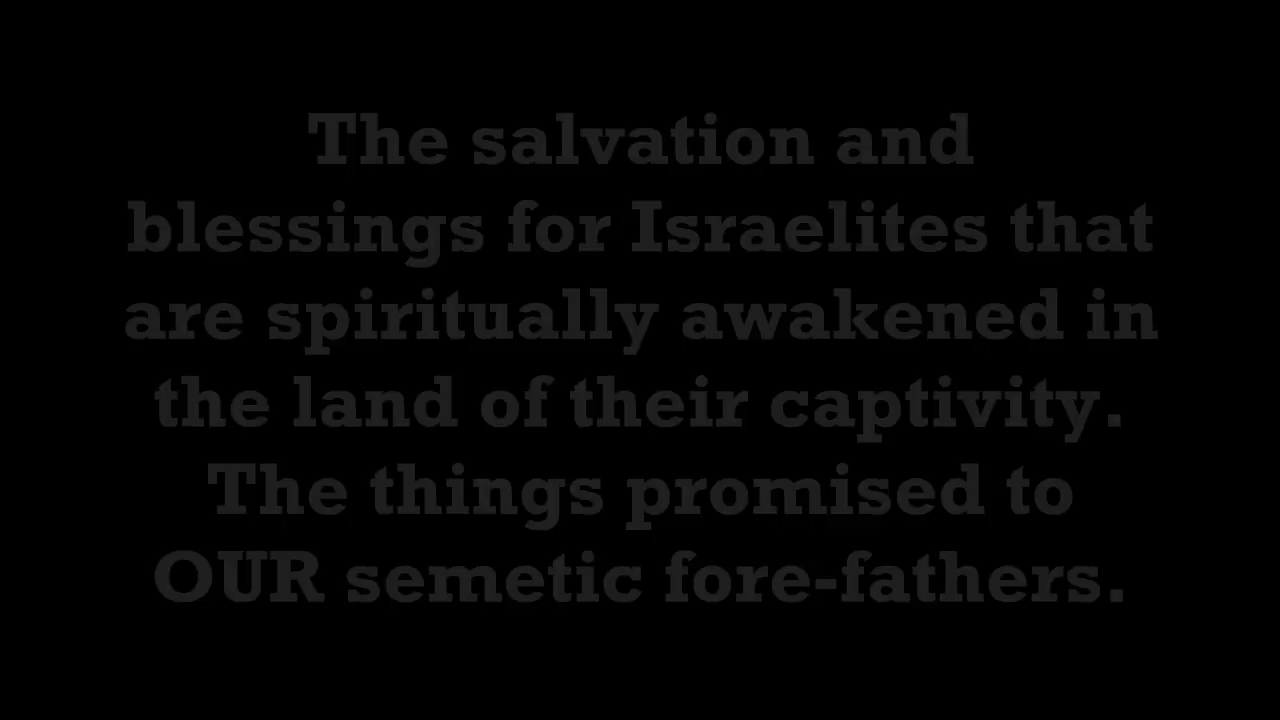 The salvation and
blessings for Israelites that
are spiritually awakened in
the land of their captivity.
The things promised to
OUR semetic fore-fathers.